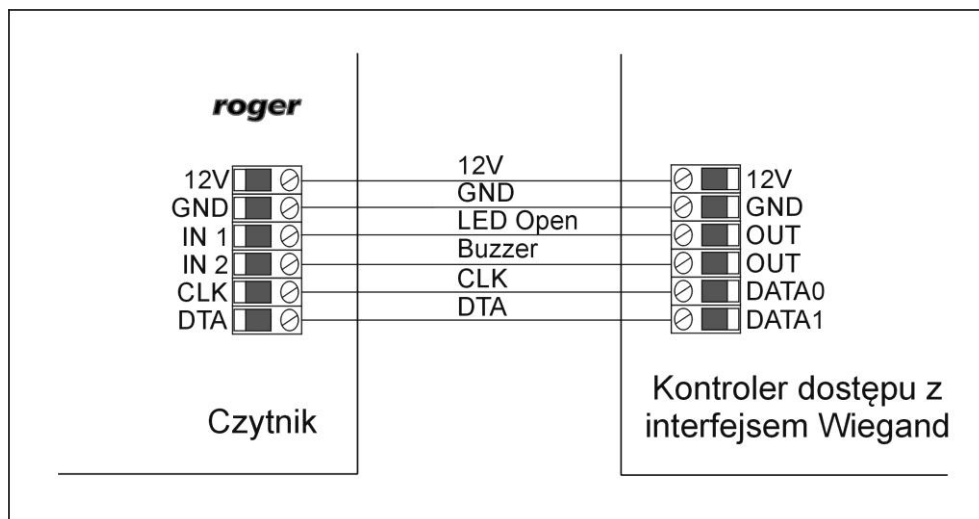 roger
12V
GND
IN 1
IN 2
CLK
DTA
12V
GND
LED Open
Buzzer
CLK
DTA
12V
GND
OUT
OUT
DATA0
DATA1
Czytnik
Kontroler dostępu z
interfejsem Wiegand